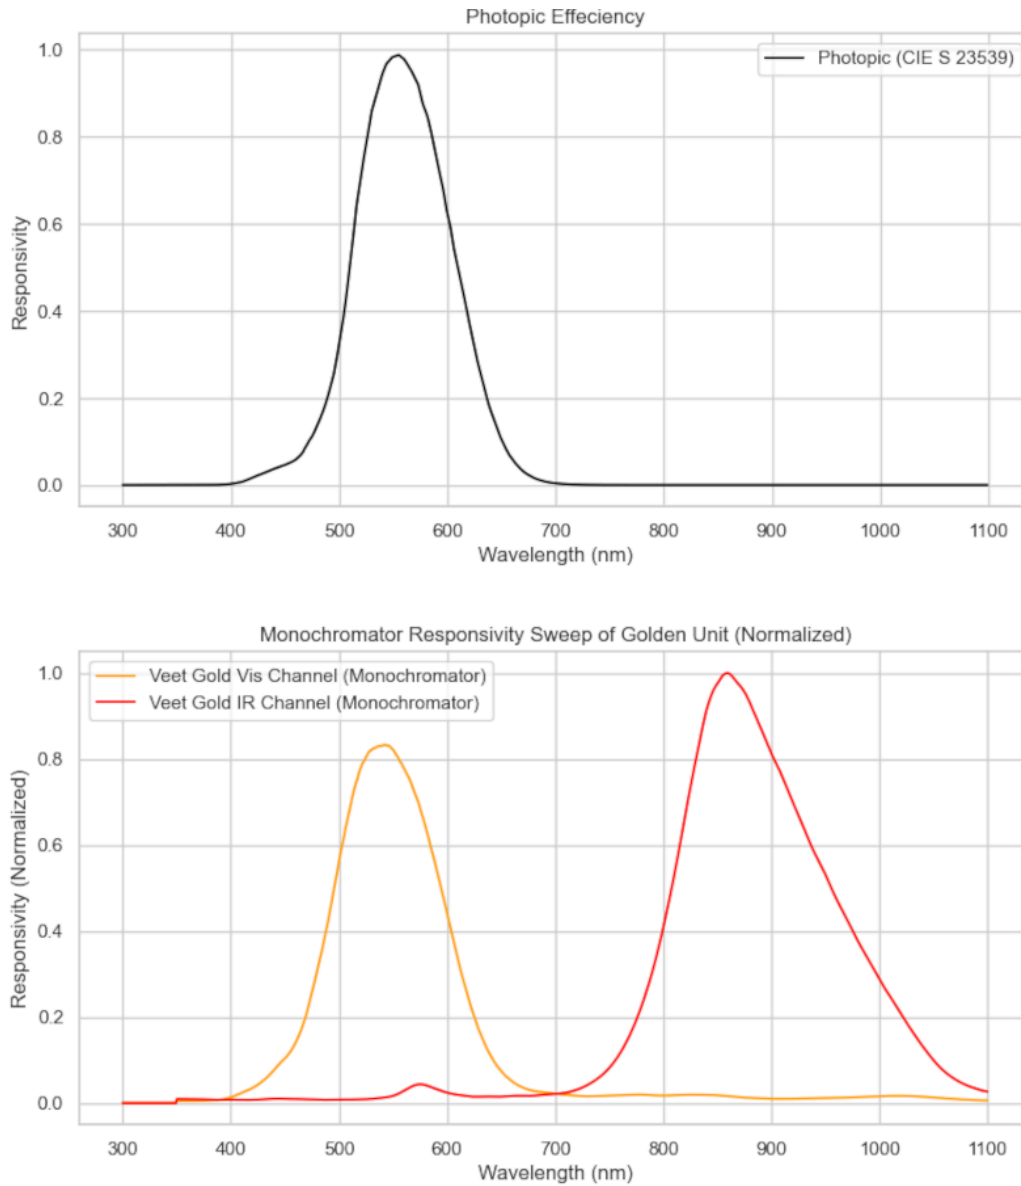 Photopic Effeciency
Photopic (CIE S 23539)
1.0
0.8
0.6
0.4
0.2
0.0
Responsivity
300 400 500 600 700 800 900 1000 1100
Wavelength (nm)
Monochromator Responsivity Sweep of Golden Unit (Normalized)
Veet Gold Vis Channel (Monochromator)
Veet Gold IR Channel (Monochromator)
1.0
0.8
0.6
0.4
0.2
0.0
Responsivity (Normalized)
300 400 500 600 700 800 900 1000 1100
Wavelength (nm)